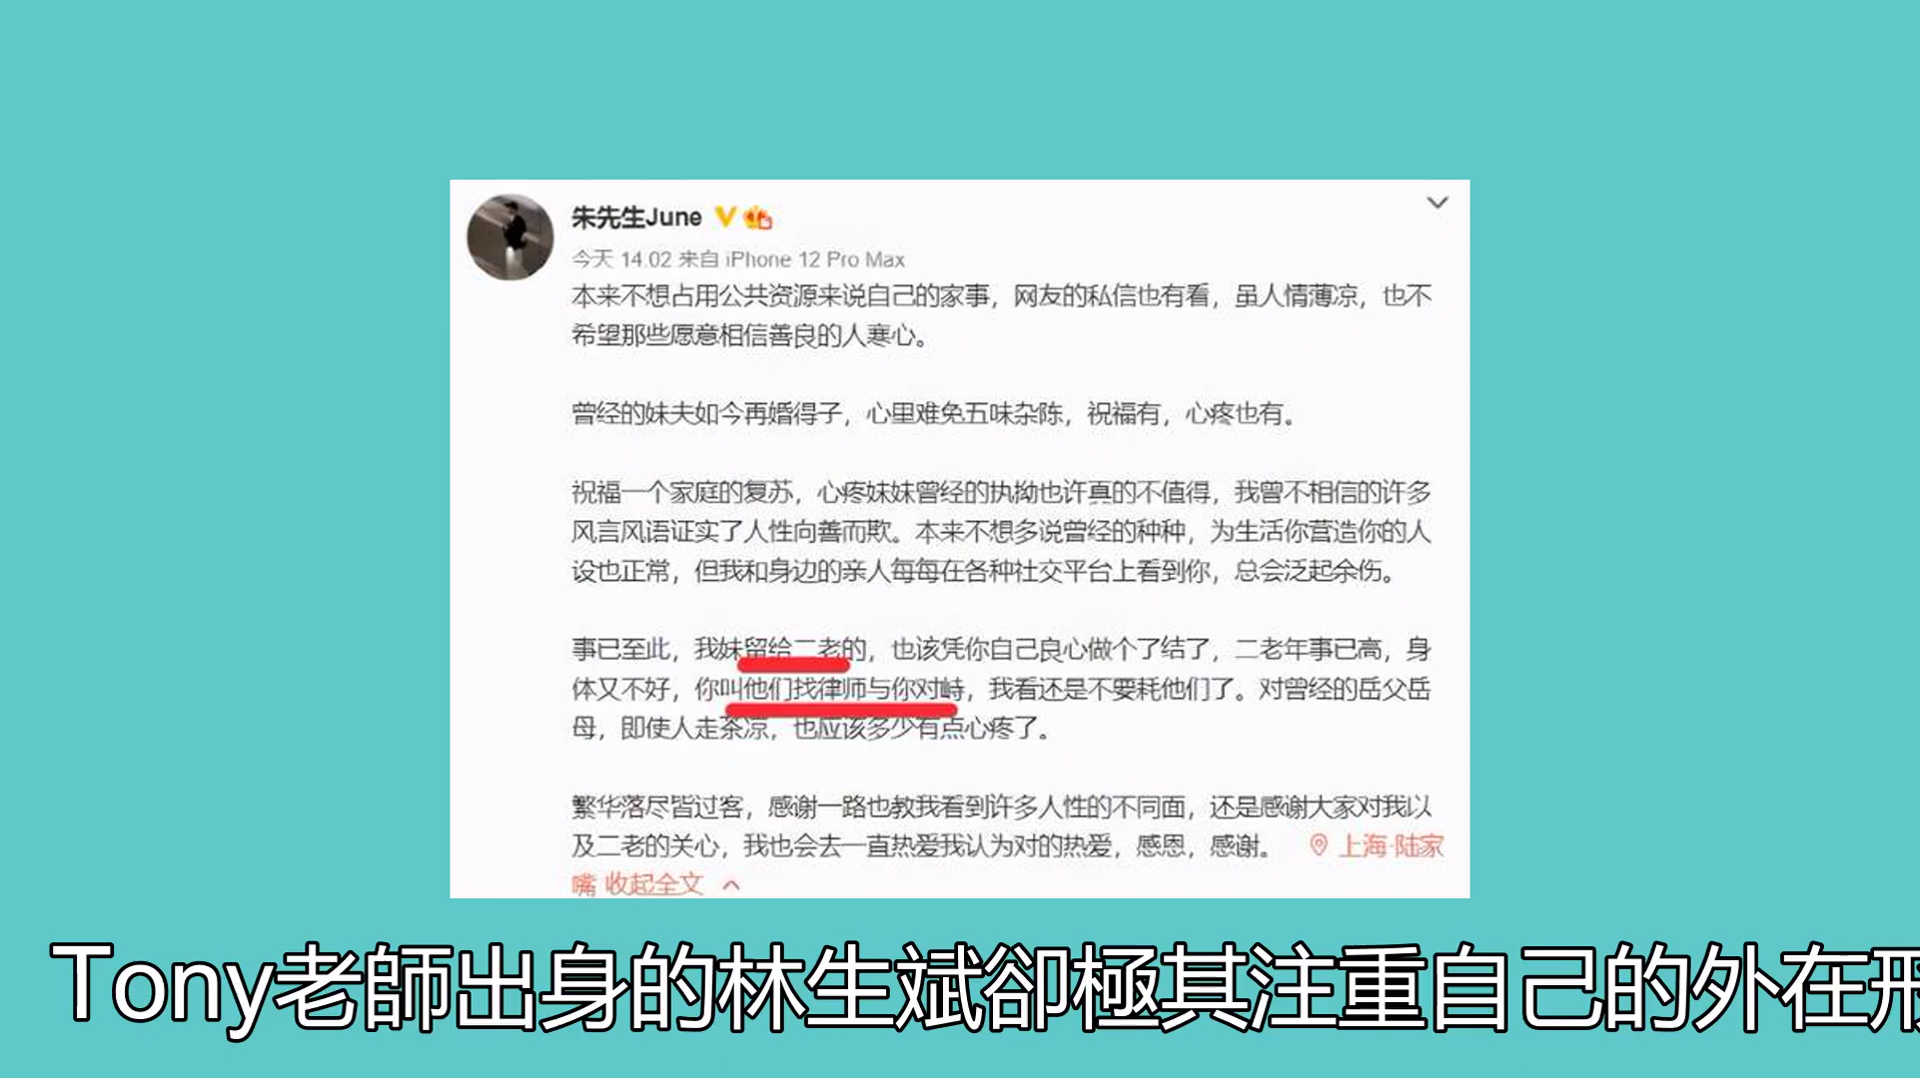 朱先生June
今天 14.02 来自 iPhone 12 Pro Max
本来不想占用公共资源来说自己的家事，网友的私信也有看，虽人情薄凉，也不
希望那些愿意相信善良的人寒心。
曾经的妹夫如今再婚得子，心里难免五味杂陈，祝福有，心疼也有。
祝福一个家庭的复苏，心疼妹妹曾经的执拗也许真的不值得，我曾不相信的许多
风言风语证实了人性向善而欺。本来不想多说曾经的种种，为生活你营造你的人
设也正常，但我和身边的亲人每每在各种社交平台上看到你，总会泛起余伤。
事已至此，我妹留给二老的，也该凭你自己良心做个了结了，二老年事已高，身
体又不好，你叫他们找律师与你对峙，我看还是不要耗他们了。对曾经的岳父岳
母，即使人走茶凉，也应该多少有点心疼了。
繁华落尽皆过客，感谢一路也教我看到许多人性的不同面，还是感谢大家对我以
及二老的关心，我也会去一直热爱我认为对的热爱，感恩，感谢。 上海·陆家
嘴 收起全文
Tony老師出身的林生斌卻極其注重自己的外在形